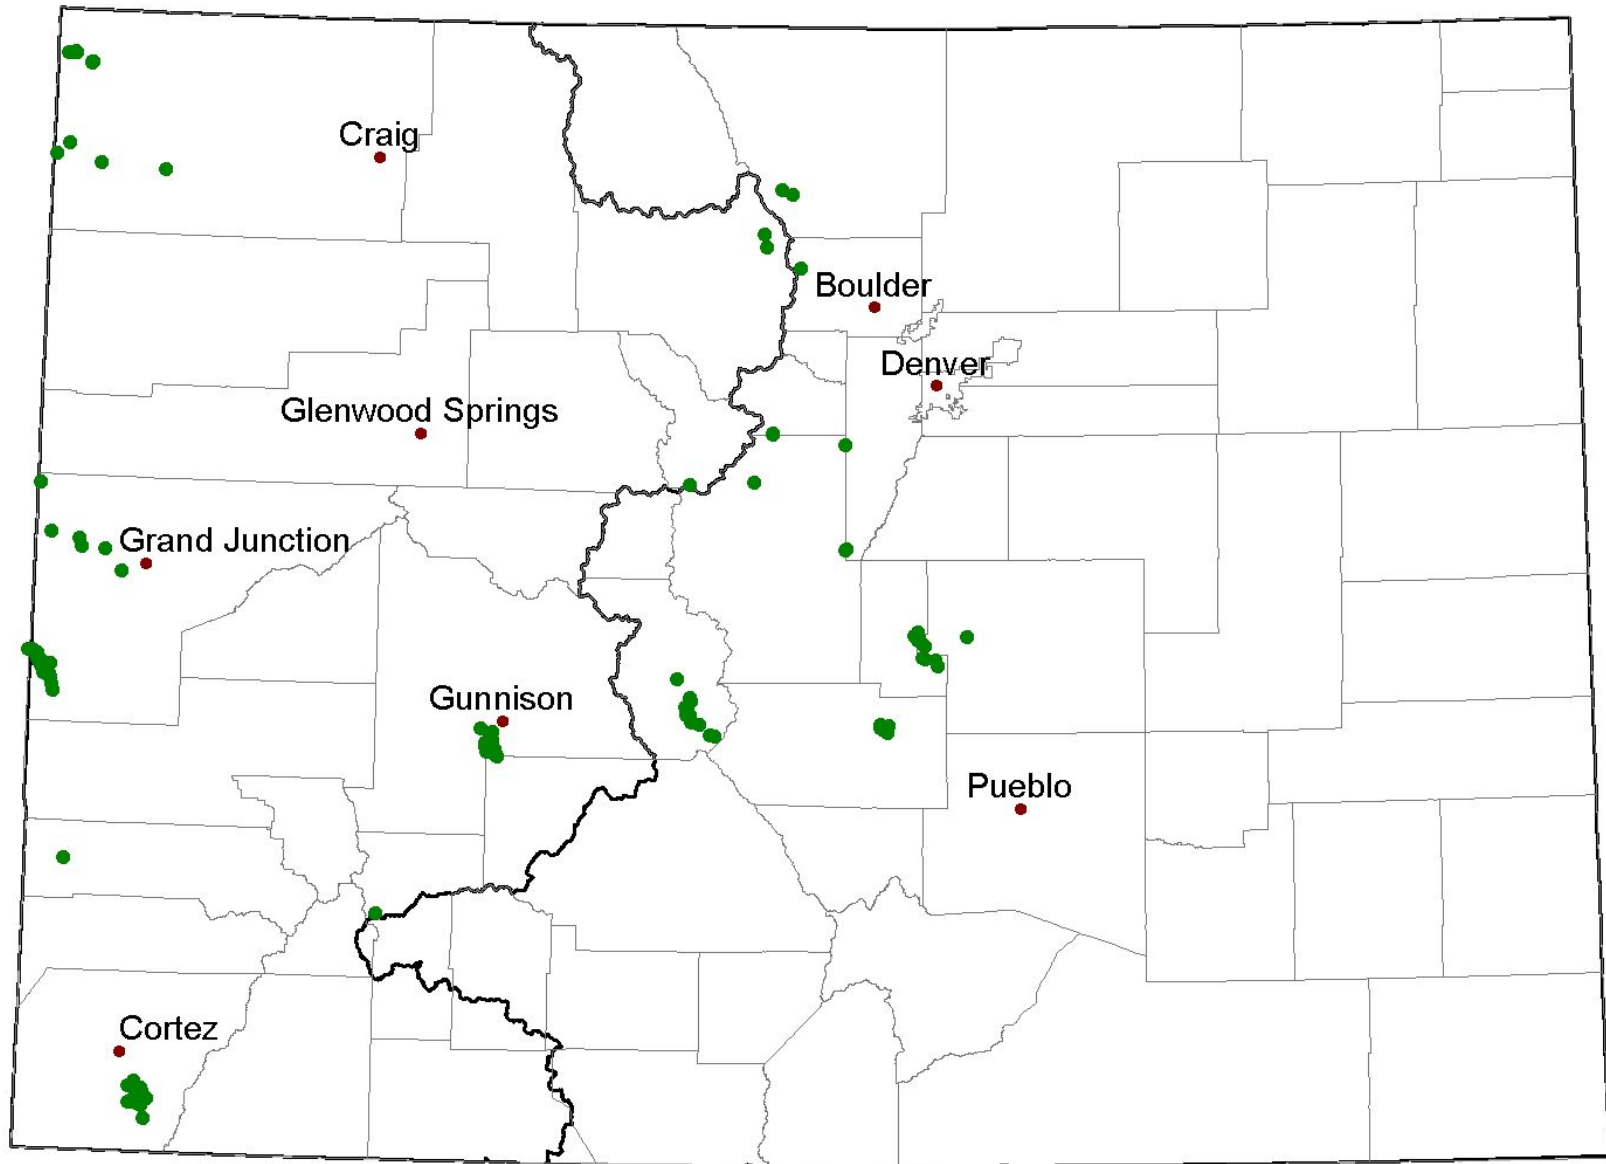 Craig
Boulder
Denver
Glenwood Springs
Grand Junction
Gunnison
Pueblo
Cortez